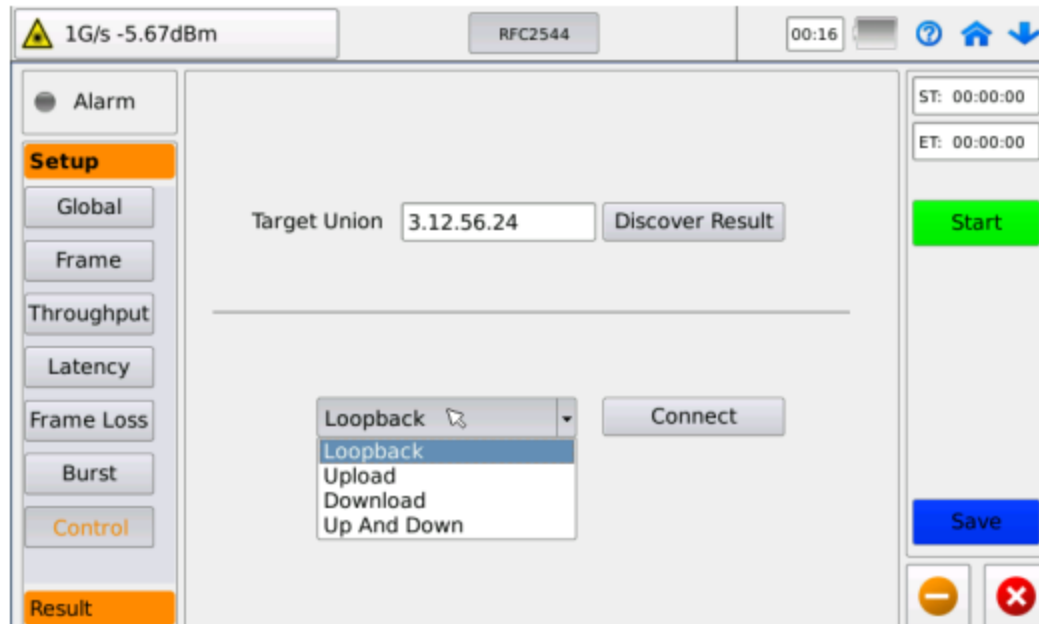 1G/s -5.67dBm
RFC2544
00:16
Alarm
Setup
Global
Frame
Throughput
Latency
Frame Loss
Burst
Control
Result
Target Union 3.12.56.24 Discover Result
Loopback Connect
Loopback
Upload
Download
Up And Down
ST: 00:00:00
ET: 00:00:00
Start
Save